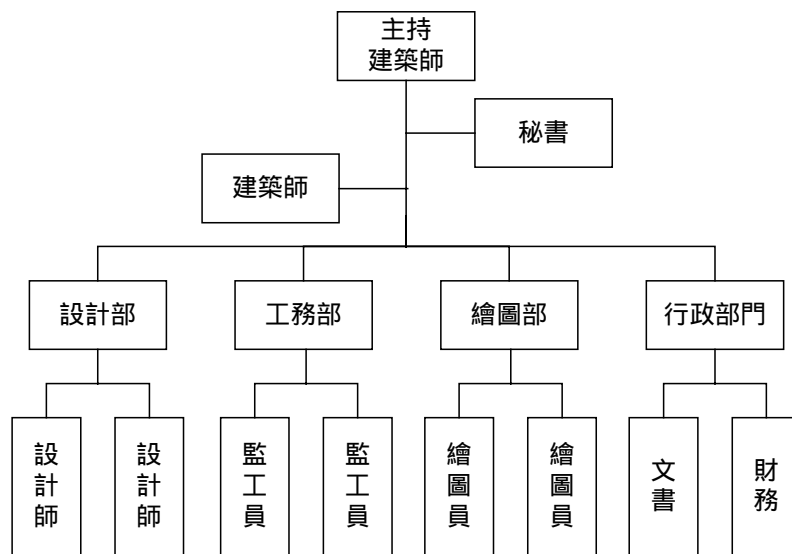 主持
建築師
秘書
建築師
設計部
工務部
繪圖部
行政部門
設計師
設計師
監工員
監工員
繪圖員
繪圖員
文書
財務